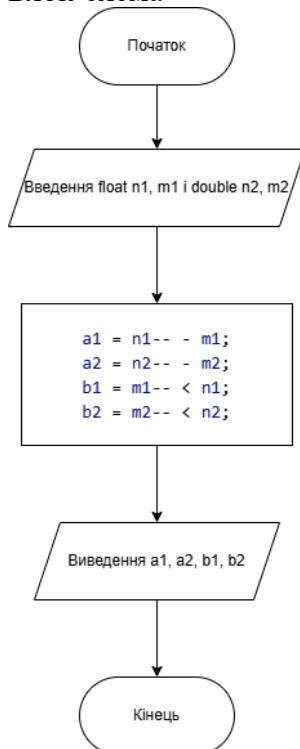 Початок
Введення float n1, m1 і double n2, m2
a1 = n1-- - m1;
a2 = n2-- - m2;
b1 = m1-- < n1;
b2 = m2-- < n2;
Виведення a1, a2, b1, b2
Кінець